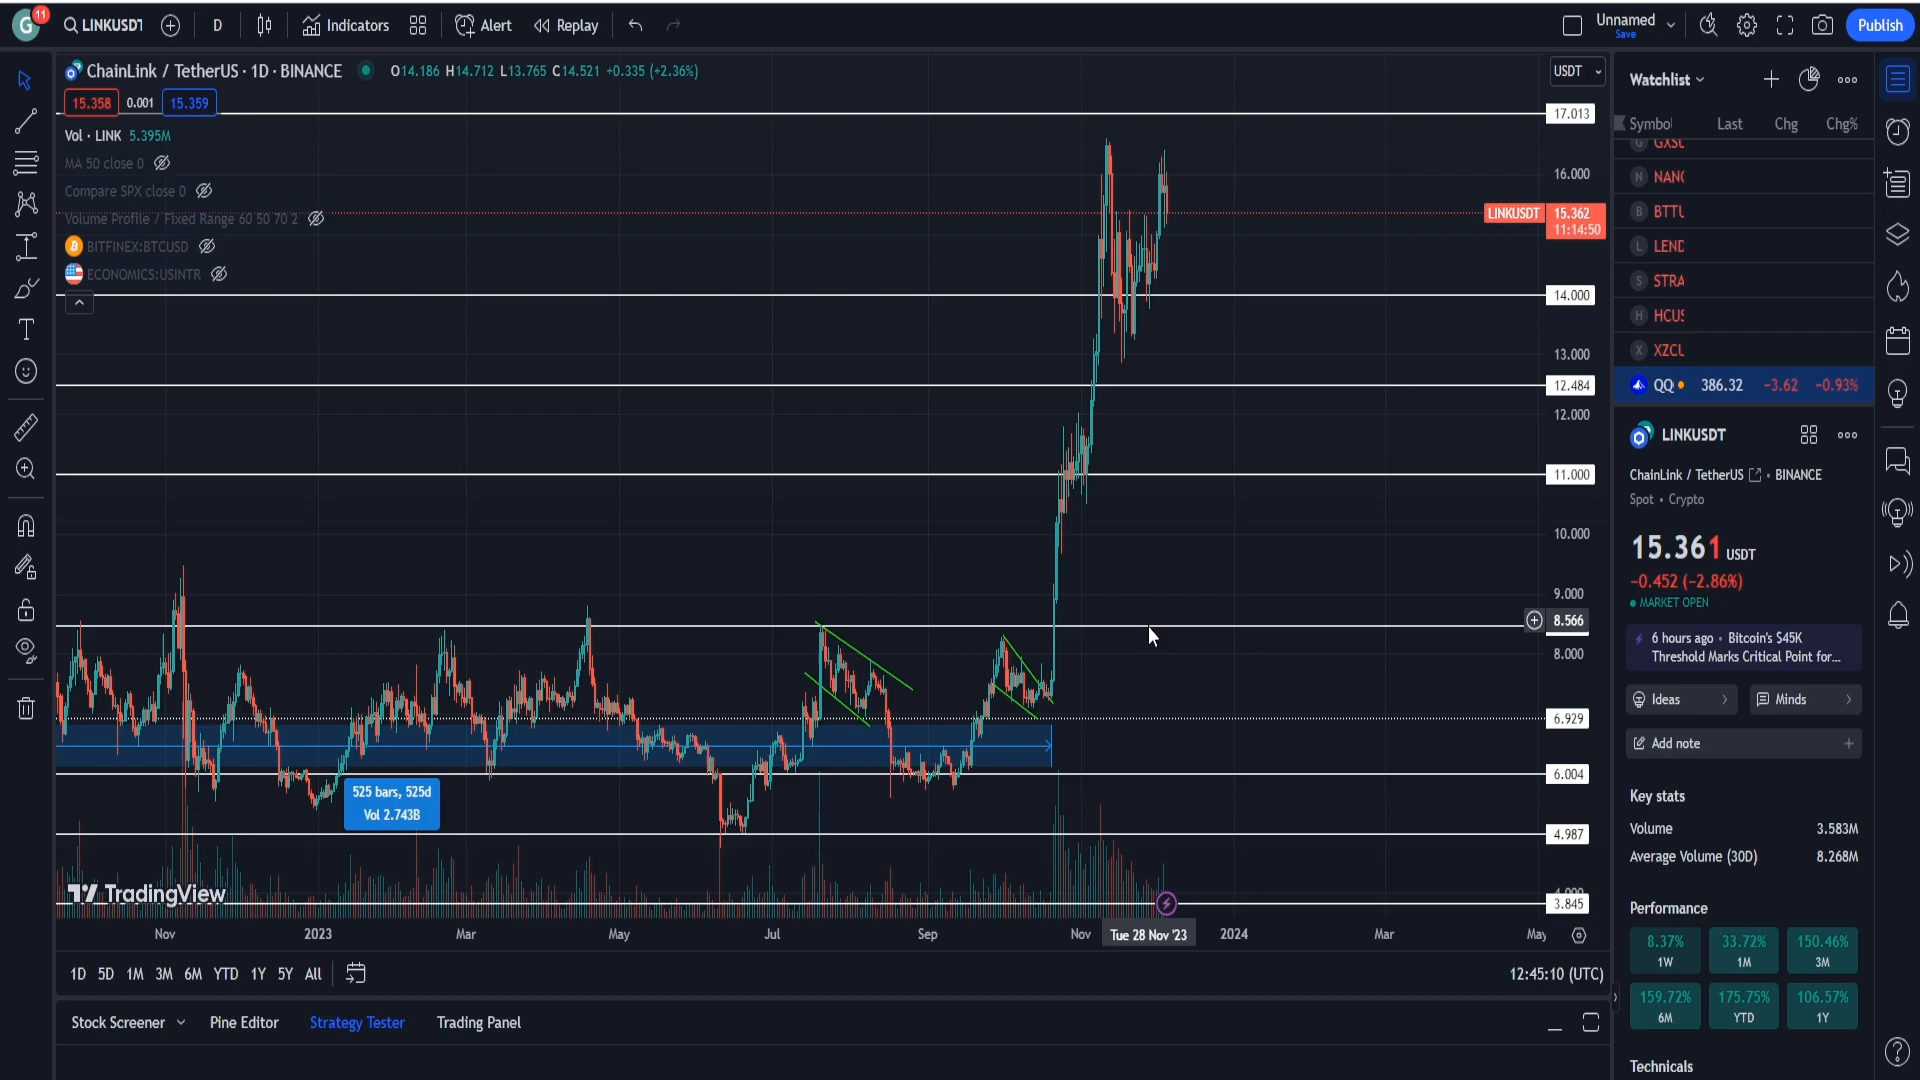 G
11
LINKUSDT
D
Indicators
Alert
Replay
Unnamed
Save
Publish
ChainLink / TetherUS · 1D · BINANCE
O14.186 H14.712 L13.765 C14.521 +0.335 (+2.36%)
USDT
15.358
0.001
15.359
Vol · LINK 5.395M
MA 50 close 0
Compare SPX close 0
Volume Profile / Fixed Range 60 50 70 2
BITFINEX:BTCUSD
ECONOMICS:USINTR
17.013
16.000
LINKUSDT
15.362
11:14:50
14.000
13.000
12.484
12.000
11.000
10.000
9.000
8.566
8.000
6.929
6.004
4.987
4.000
3.845
525 bars, 525d
Vol 2.743B
TradingView
Nov
2023
Mar
May
Jul
Sep
Nov
Tue 28 Nov '23
2024
Mar
May
1D 5D 1M 3M 6M YTD 1Y 5Y All
12:45:10 (UTC)
Stock Screener
Pine Editor
Strategy Tester
Trading Panel
Watchlist
Symbol
Last
Chg
Chg%
G GXSC
N NANO
B BTTU
L LEND
S STRA
H HCUS
X XZCU
QQ 386.32 −3.62 −0.93%
LINKUSDT
ChainLink / TetherUS • BINANCE
Spot • Crypto
15.361 USDT
−0.452 (−2.86%)
MARKET OPEN
6 hours ago • Bitcoin's $45K
Threshold Marks Critical Point for...
Ideas
Minds
Add note
Key stats
Volume 3.583M
Average Volume (30D) 8.268M
Performance
8.37%
1W
33.72%
1M
150.46%
3M
159.72%
6M
175.75%
YTD
106.57%
1Y
Technicals